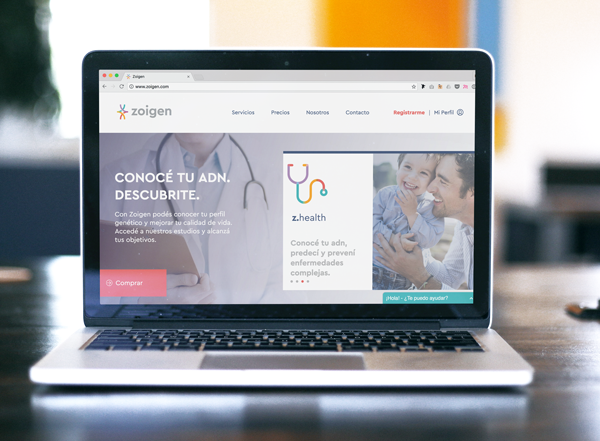 Zoigen
www.zoigen.com
zoigen
Servicios Precios Nosotros Contacto Registrarme | Mi Perfil
CONOCÉ TU ADN.
DESCUBRITE.
Con Zoigen podés conocer tu perfil
genético y mejorar tu calidad de vida.
Accedé a nuestros estudios y alcanzá
tus objetivos.
Comprar
z.health
Conocé tu adn,
predecí y prevení
enfermedades
complejas.
¡Hola! - ¿Te puedo ayudar?